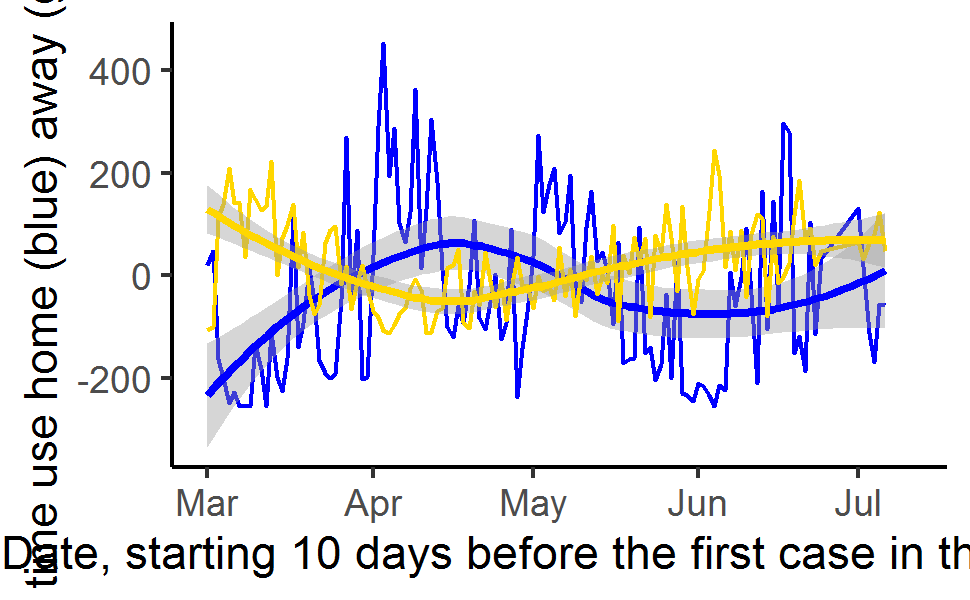 time use home (blue) away (
400
200
0
-200
Mar Apr May Jun Jul
Date, starting 10 days before the first case in th